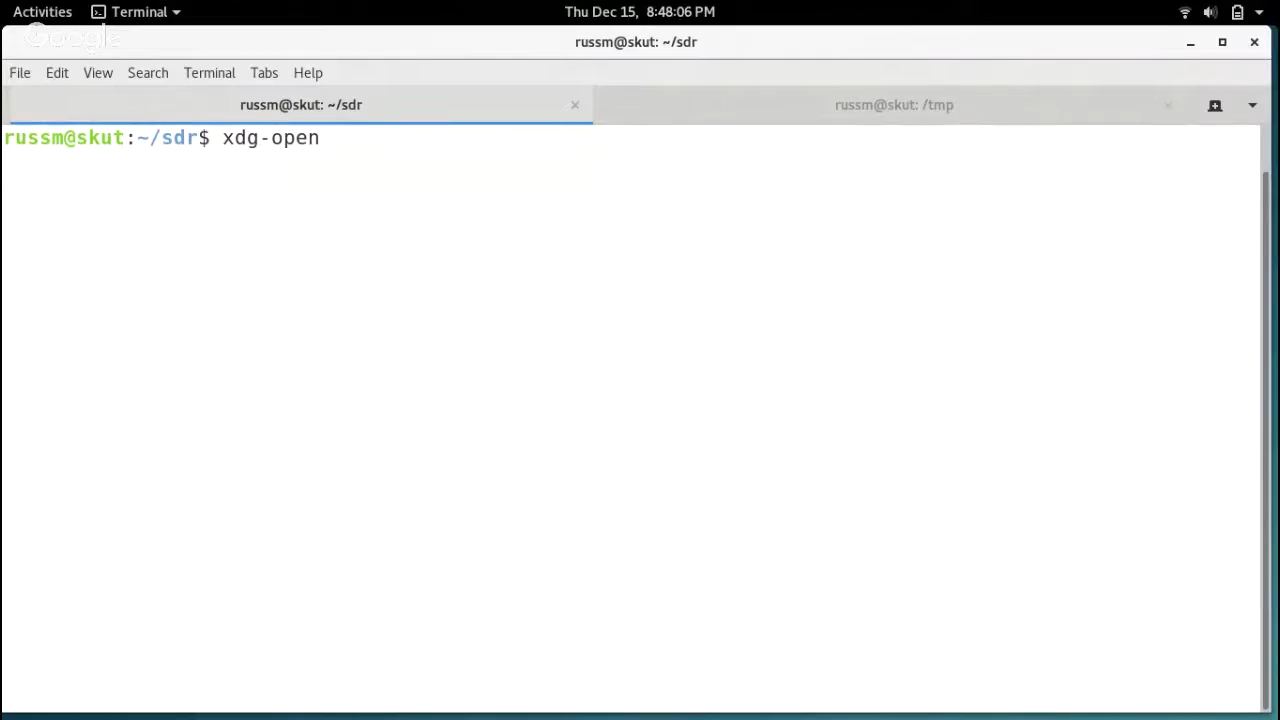 Activities Terminal Thu Dec 15, 8:48:06 PM
Google
russm@skut: ~/sdr
File Edit View Search Terminal Tabs Help
russm@skut: ~/sdr russm@skut: /tmp
russm@skut:~/sdr$ xdg-open